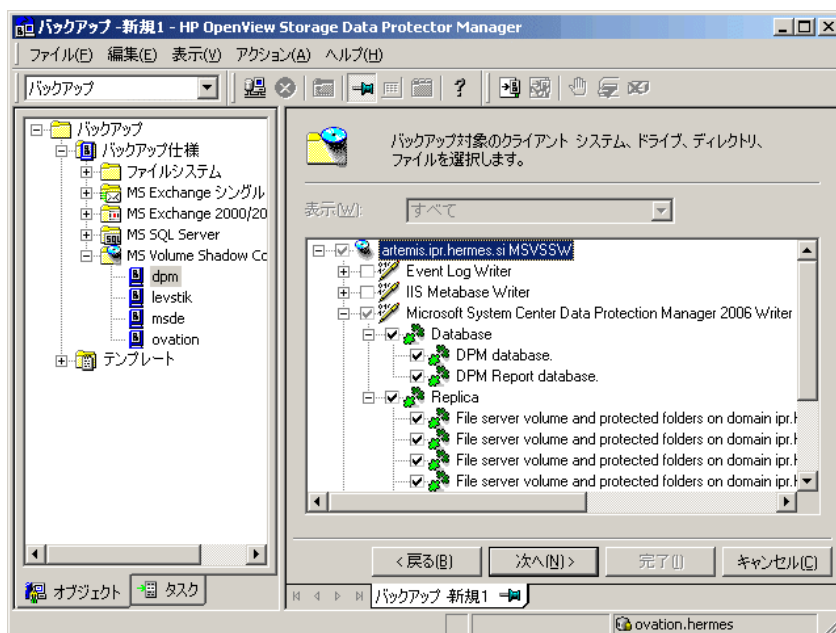 バックアップ -新規1 - HP OpenView Storage Data Protector Manager
ファイル(F) 編集(E) 表示(V) アクション(A) ヘルプ(H)
バックアップ
バックアップ
バックアップ仕様
ファイルシステム
MS Exchange シングル
MS Exchange 2000/20
MS SQL Server
MS Volume Shadow Co
dpm
levstik
msde
ovation
テンプレート
オブジェクト
タスク
バックアップ対象のクライアント システム、ドライブ、ディレクトリ、
ファイルを選択します。
表示(W):
すべて
artemis.ipr.hermes.si MSVSSW
Event Log Writer
IIS Metabase Writer
Microsoft System Center Data Protection Manager 2006 Writer
Database
DPM database.
DPM Report database.
Replica
File server volume and protected folders on domain ipr.
File server volume and protected folders on domain ipr.
File server volume and protected folders on domain ipr.
File server volume and protected folders on domain ipr.
< 戻る(B)
次へ(N) >
完了(I)
キャンセル(C)
バックアップ -新規1
ovation.hermes